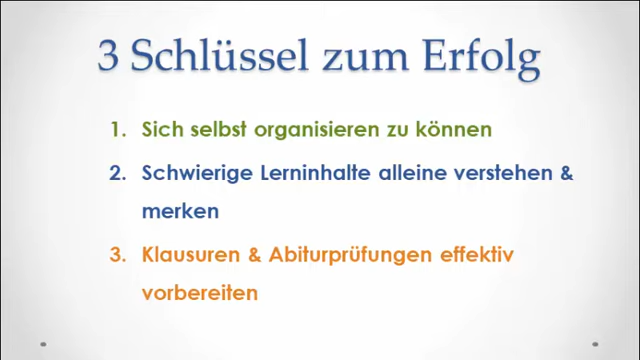 3 Schlüssel zum Erfolg
1. Sich selbst organisieren zu können
2. Schwierige Lerninhalte alleine verstehen &
merken
3. Klausuren & Abiturprüfungen effektiv
vorbereiten